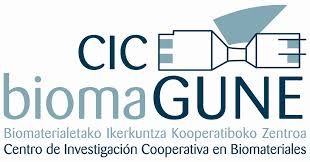 CIC
biomaGUNE
Biomaterialetako Ikerkuntza Kooperatiboko Zentroa
Centro de Investigación Cooperativa en Biomateriales